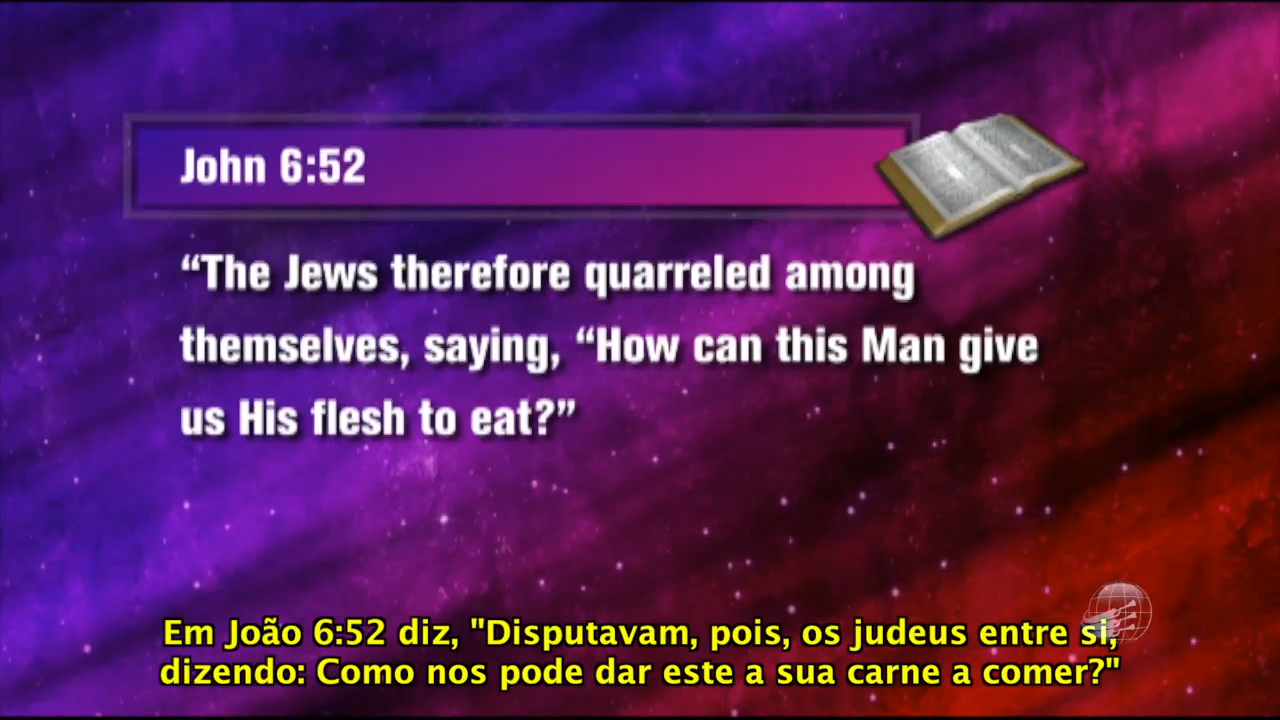 John 6:52
“The Jews therefore quarreled among
themselves, saying, “How can this Man give
us His flesh to eat?”
Em João 6:52 diz, "Disputavam, pois, os judeus entre si,
dizendo: Como nos pode dar este a sua carne a comer?"